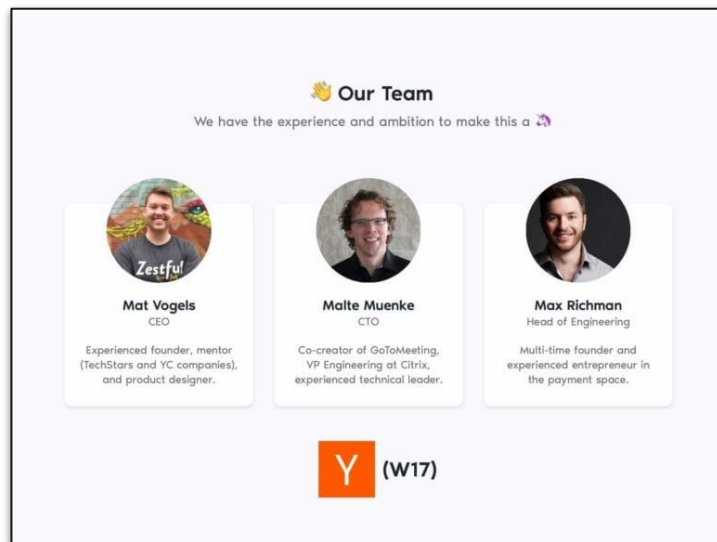 👋 Our Team
We have the experience and ambition to make this a 🦄
Zestful
Mat Vogels
CEO
Experienced founder, mentor
(TechStars and YC companies),
and product designer.
Malte Muenke
CTO
Co-creator of GoToMeeting,
VP Engineering at Citrix,
experienced technical leader.
Max Richman
Head of Engineering
Multi-time founder and
experienced entrepreneur in
the payment space.
Y (W17)